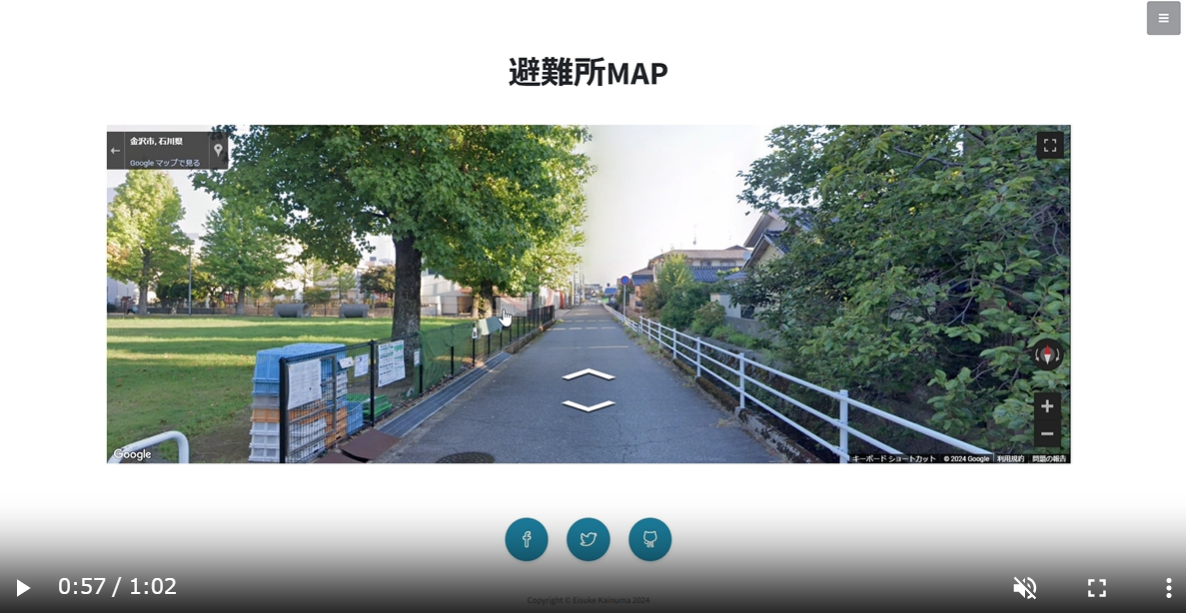 避難所MAP
金沢市, 石川県
Google マップで見る
Google
キーボード ショートカット
© 2024 Google
利用規約
問題の報告
0:57 / 1:02
Copyright © Eisuke Kainuma 2024